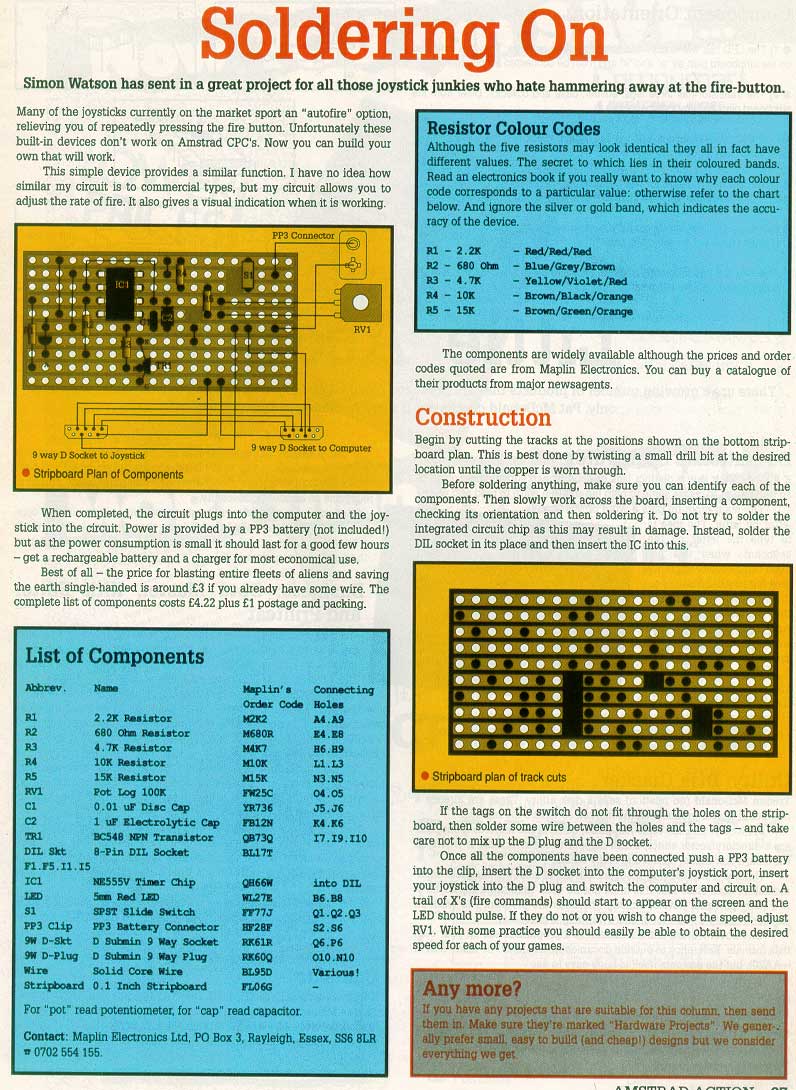 Soldering On
Simon Watson has sent in a great project for all those joystick junkies who hate hammering away at the fire-button.
Many of the joysticks currently on the market sport an "autofire" option,
relieving you of repeatedly pressing the fire button. Unfortunately these
built-in devices don't work on Amstrad CPC's. Now you can build your
own that will work.
This simple device provides a similar function. I have no idea how
similar my circuit is to commercial types, but my circuit allows you to
adjust the rate of fire. It also gives a visual indication when it is working.
PP3 Connector
IC1
S1
R4
RV1
R3
TR1
9 way D Socket to Joystick
9 way D Socket to Computer
Stripboard Plan of Components
When completed, the circuit plugs into the computer and the joy-
stick into the circuit. Power is provided by a PP3 battery (not included!)
but as the power consumption is small it should last for a good few hours
– get a rechargeable battery and a charger for most economical use.
Best of all – the price for blasting entire fleets of aliens and saving
the earth single-handed is around £3 if you already have some wire. The
complete list of components costs £4.22 plus £1 postage and packing.
List of Components
Abbrev. Name Maplin's Connecting
Order Code Holes
R1 2.2K Resistor M2K2 A4.A9
R2 680 Ohm Resistor M680R E4.E8
R3 4.7K Resistor M4K7 H6.H9
R4 10K Resistor M10K L1.L3
R5 15K Resistor M15K N3.N5
RV1 Pot Log 100K FW25C O4.O5
C1 0.01 uF Disc Cap YR736 J5.J6
C2 1 uF Electrolytic Cap FB12N K4.K6
TR1 BC548 NPN Transistor QB73Q I7.I9.I10
DIL Skt 8-Pin DIL Socket BL17T
F1.F5.I1.I5
IC1 NE555V Timer Chip QH66W into DIL
LED 5mm Red LED WL27E B6.B8
S1 SPST Slide Switch FF77J Q1.Q2.Q3
PP3 Clip PP3 Battery Connector HF28F S2.S6
9W D-Skt D Submin 9 Way Socket RK61R Q6.P6
9W D-Plug D Submin 9 Way Plug RK60Q O10.N10
Wire Solid Core Wire BL95D Various!
Stripboard 0.1 Inch Stripboard FL06G –
For "pot" read potentiometer, for "cap" read capacitor.
Contact: Maplin Electronics Ltd, PO Box 3, Rayleigh, Essex, SS6 8LR
☎ 0702 554 155.
Resistor Colour Codes
Although the five resistors may look identical they all in fact have
different values. The secret to which lies in their coloured bands.
Read an electronics book if you really want to know why each colour
code corresponds to a particular value: otherwise refer to the chart
below. And ignore the silver or gold band, which indicates the accu-
racy of the device.
R1 – 2.2K – Red/Red/Red
R2 – 680 Ohm – Blue/Grey/Brown
R3 – 4.7K – Yellow/Violet/Red
R4 – 10K – Brown/Black/Orange
R5 – 15K – Brown/Green/Orange
The components are widely available although the prices and order
codes quoted are from Maplin Electronics. You can buy a catalogue of
their products from major newsagents.
Construction
Begin by cutting the tracks at the positions shown on the bottom strip-
board plan. This is best done by twisting a small drill bit at the desired
location until the copper is worn through.
Before soldering anything, make sure you can identify each of the
components. Then slowly work across the board, inserting a component,
checking its orientation and then soldering it. Do not try to solder the
integrated circuit chip as this may result in damage. Instead, solder the
DIL socket in its place and then insert the IC into this.
Stripboard plan of track cuts
If the tags on the switch do not fit through the holes on the strip-
board, then solder some wire between the holes and the tags – and take
care not to mix up the D plug and the D socket.
Once all the components have been connected push a PP3 battery
into the clip, insert the D socket into the computer's joystick port, insert
your joystick into the D plug and switch the computer and circuit on. A
trail of X's (fire commands) should start to appear on the screen and the
LED should pulse. If they do not or you wish to change the speed, adjust
RV1. With some practice you should easily be able to obtain the desired
speed for each of your games.
Any more?
If you have any projects that are suitable for this column, then send
them in. Make sure they're marked "Hardware Projects". We gener-
ally prefer small, easy to build (and cheap!) designs but we consider
everything we get